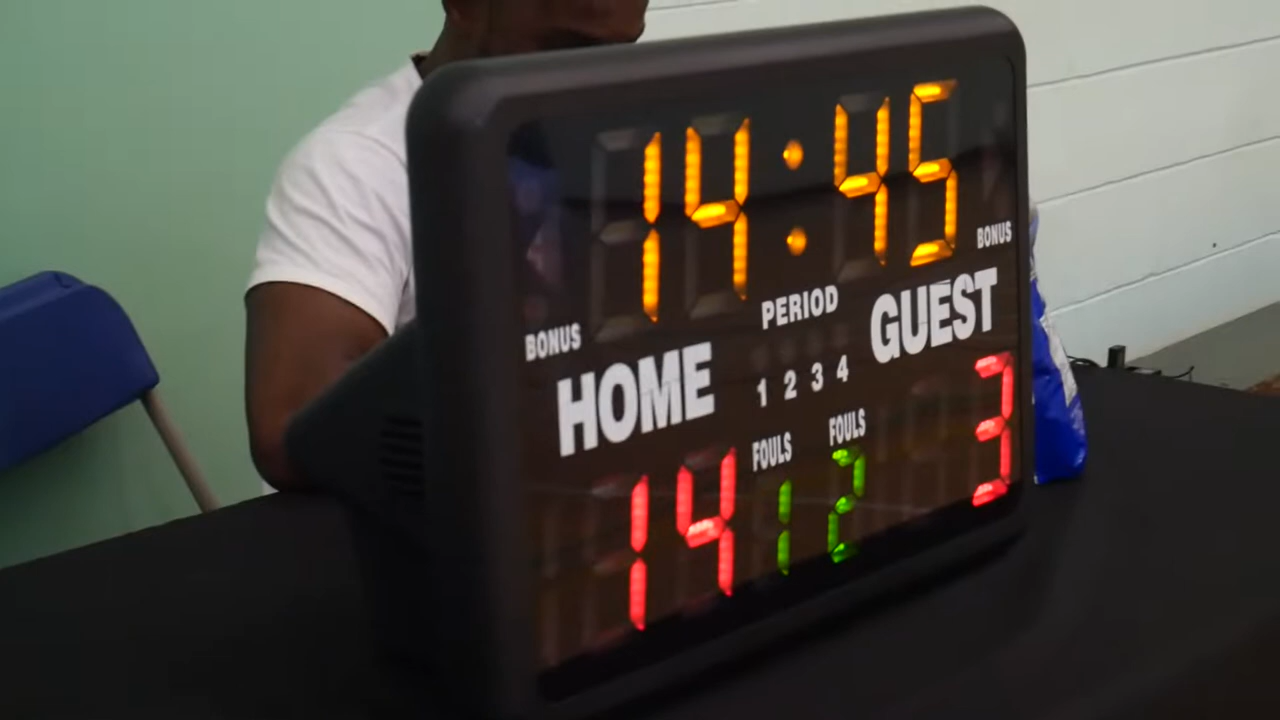 14:45
BONUS
PERIOD
BONUS
HOME
GUEST
1 2 3 4
FOULS
FOULS
14
1
2
3